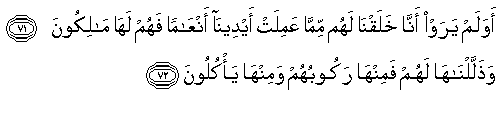 أَوَلَمْ يَرَوْا۟ أَنَّا خَلَقْنَا لَهُم مِّمَّا عَمِلَتْ أَيْدِينَآ أَنْعَـٰمًا فَهُمْ لَهَا مَـٰلِكُونَ ﴿٧١﴾
وَذَلَّلْنَـٰهَا لَهُمْ فَمِنْهَا رَكُوبُهُمْ وَمِنْهَا يَأْكُلُونَ ﴿٧٢﴾